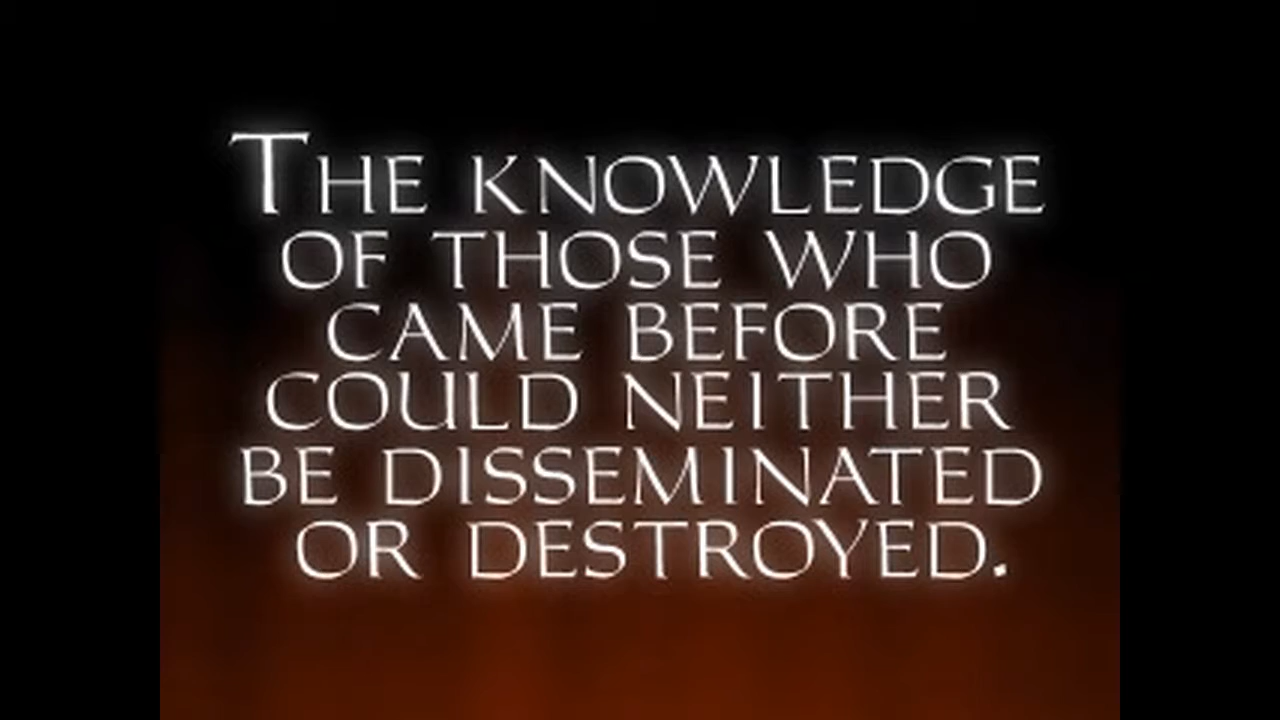 THE KNOWLEDGE
OF THOSE WHO
CAME BEFORE
COULD NEITHER
BE DISSEMINATED
OR DESTROYED.